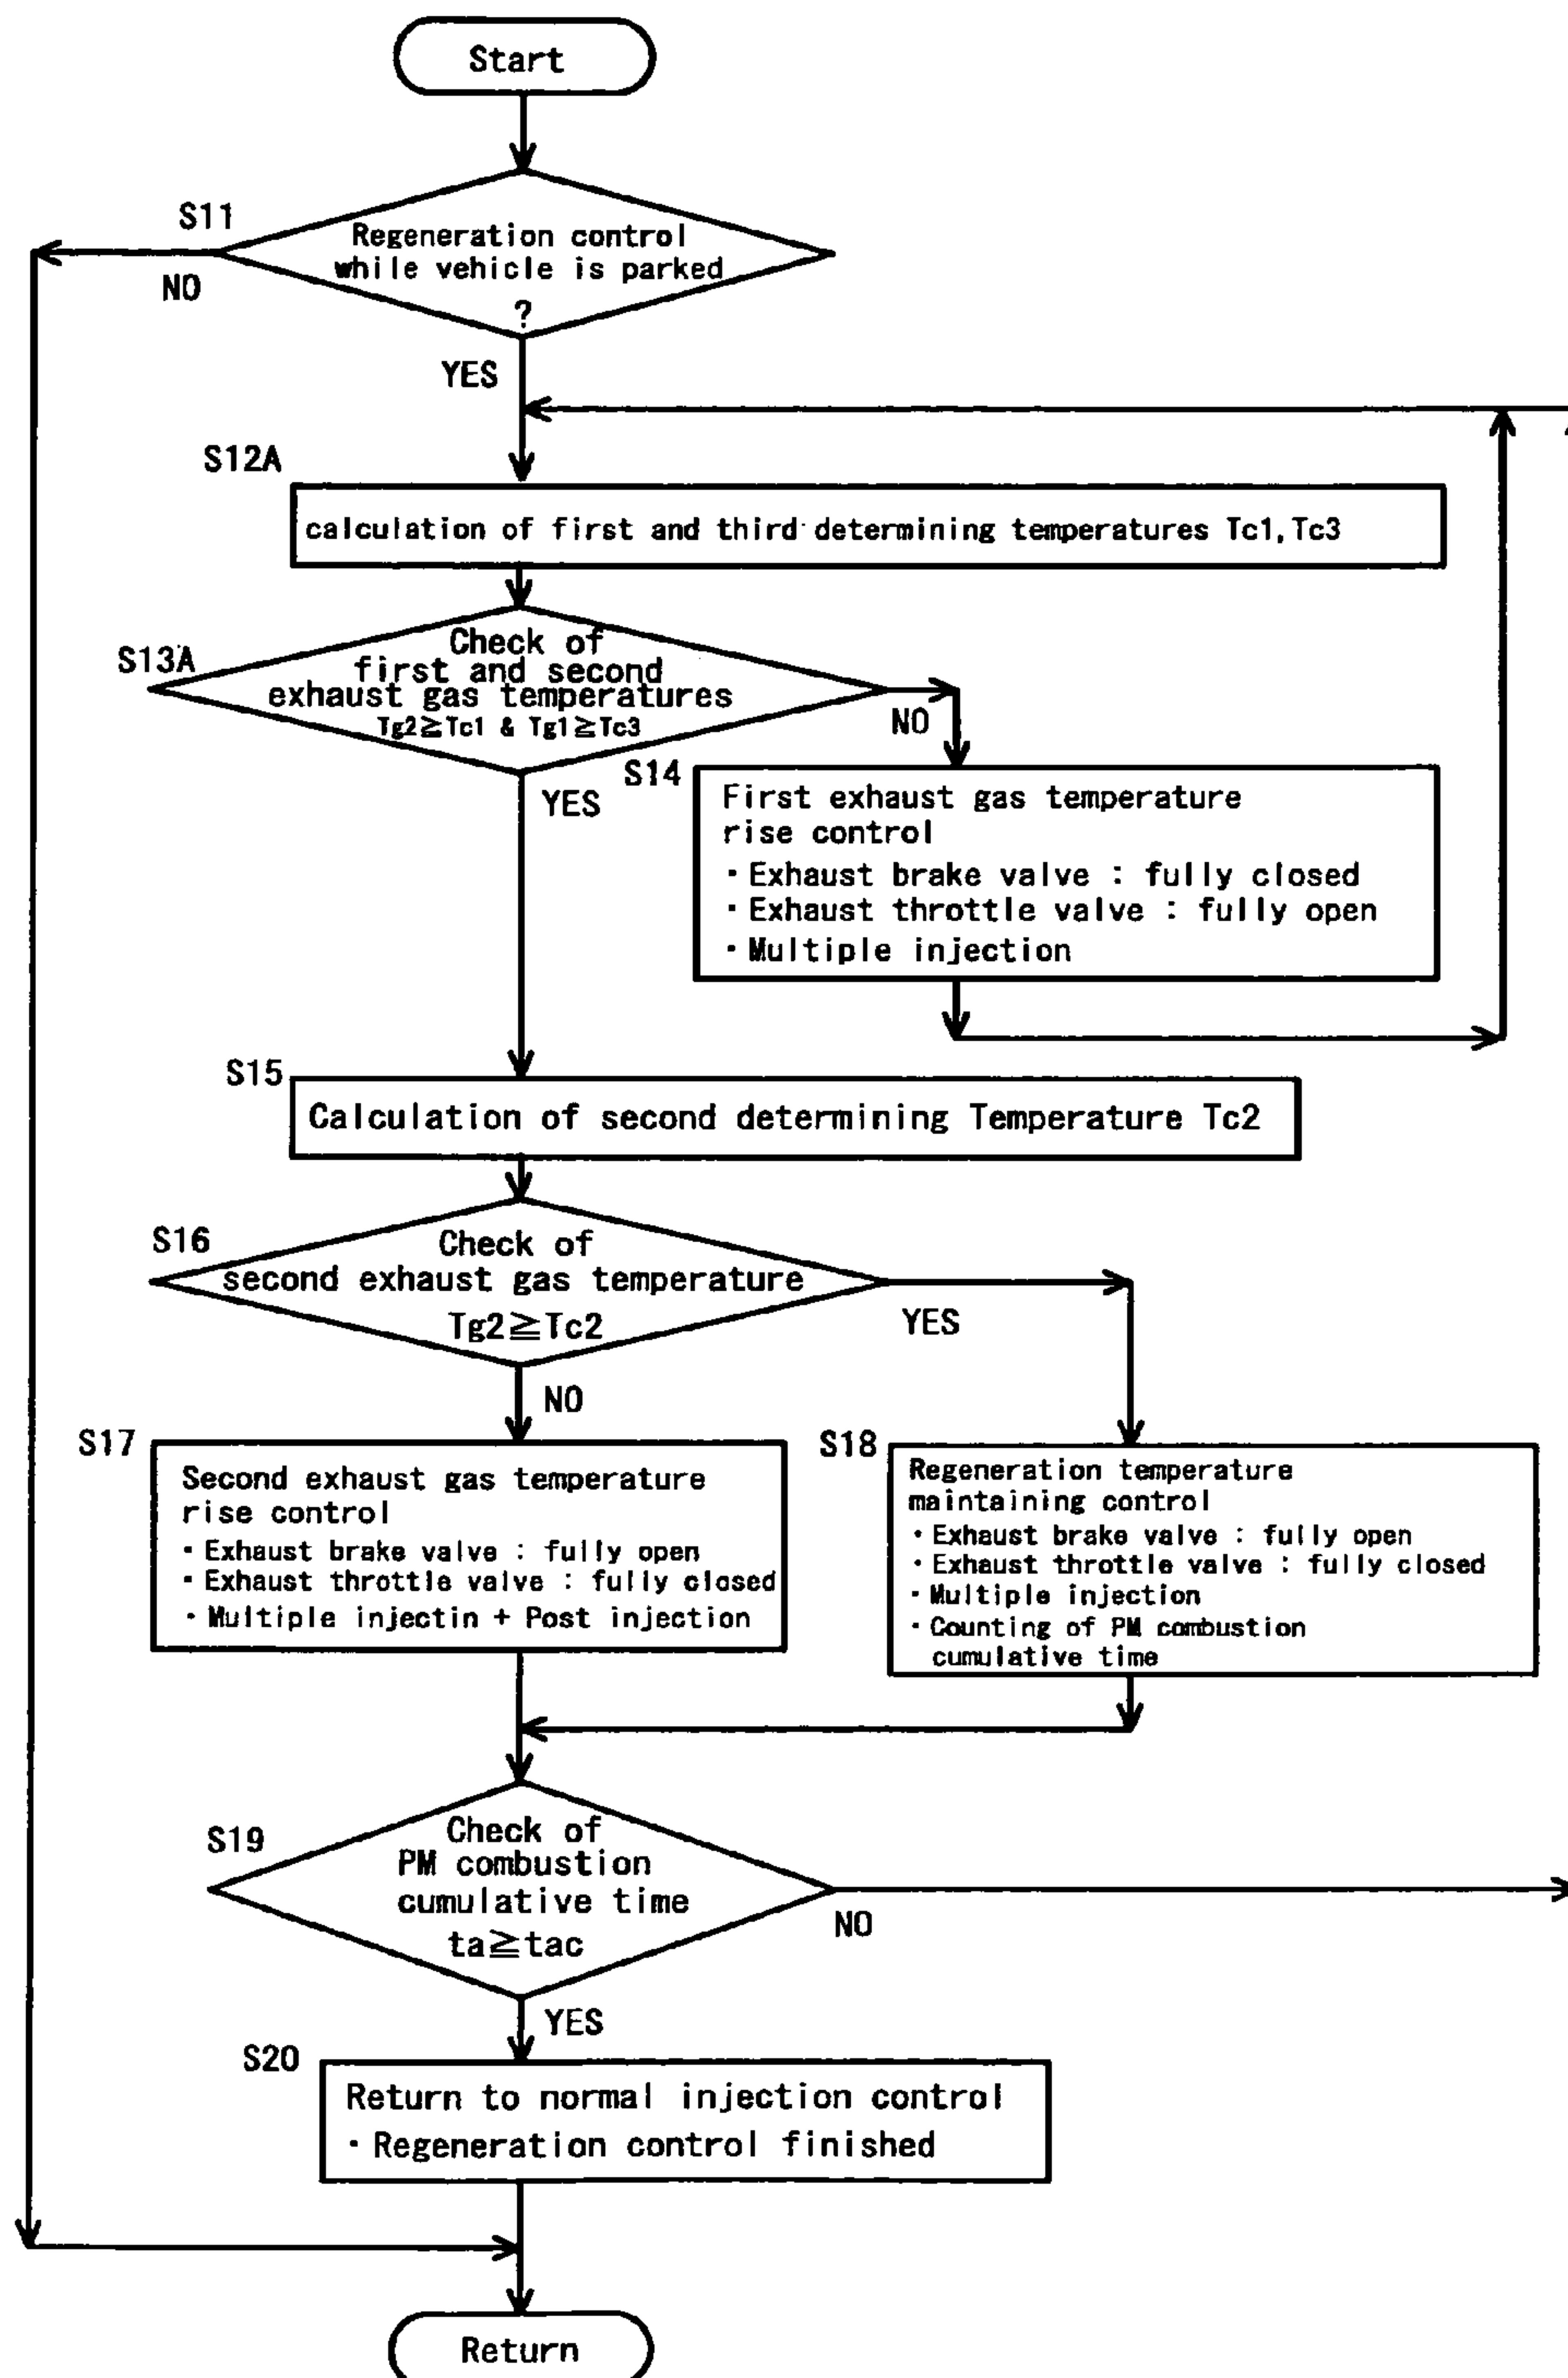 Start
S11
Regeneration control
while vehicle is parked
?
NO
YES
S12A
calculation of first and third determining temperatures Tc1,Tc3
S13A
Check of
first and second
exhaust gas temperatures
Tg2≧Tc1 & Tg1≧Tc3
NO
YES
S14
First exhaust gas temperature
rise control
・Exhaust brake valve : fully closed
・Exhaust throttle valve : fully open
・Multiple injection
S15
Calculation of second determining Temperature Tc2
S16
Check of
second exhaust gas temperature
Tg2≧Tc2
YES
NO
S17
Second exhaust gas temperature
rise control
・Exhaust brake valve : fully open
・Exhaust throttle valve : fully closed
・Multiple injectin + Post injection
S18
Regeneration temperature
maintaining control
・Exhaust brake valve : fully open
・Exhaust throttle valve : fully closed
・Multiple injection
・Counting of PM combustion
cumulative time
S19
Check of
PM combustion
cumulative time
ta≧tac
NO
YES
S20
Return to normal injection control
・Regeneration control finished
Return